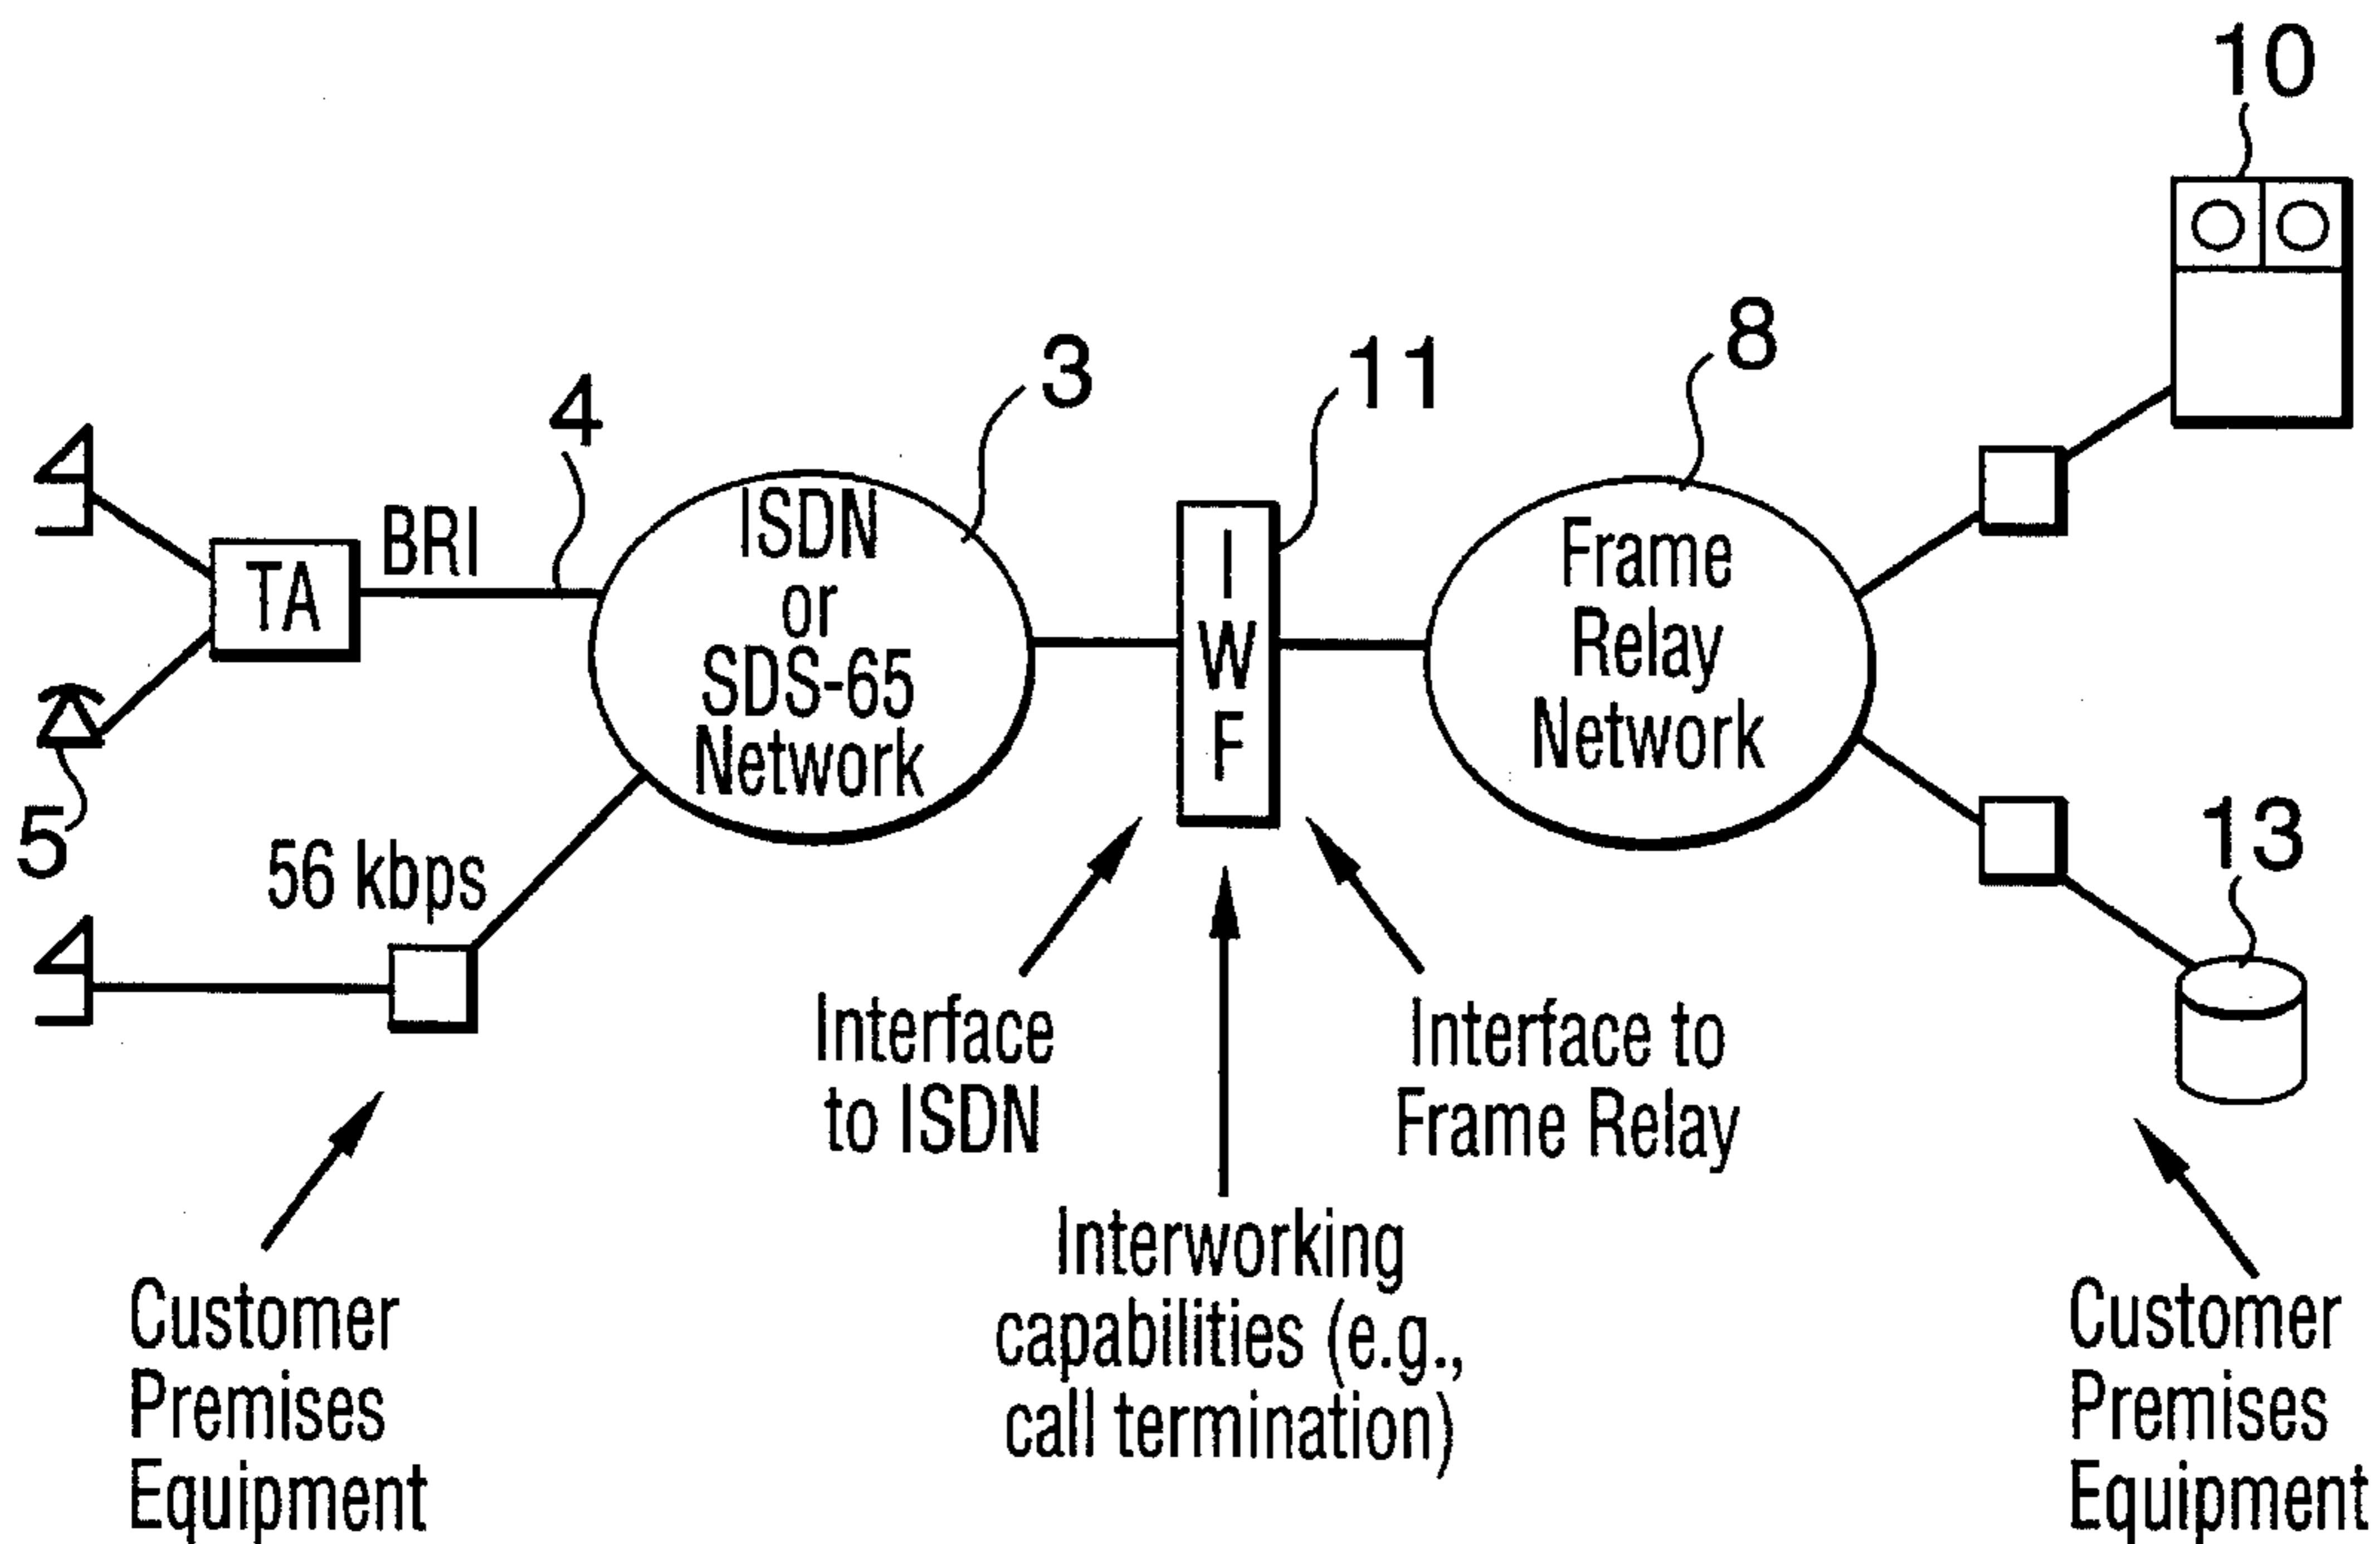 10
8
3
11
4
BRI
TA
ISDN
or
SDS-65
Network
I
W
F
Frame
Relay
Network
5
56 kbps
13
Interface
to ISDN
Interface to
Frame Relay
Interworking
capabilities (e.g.,
call termination)
Customer
Premises
Equipment
Customer
Premises
Equipment